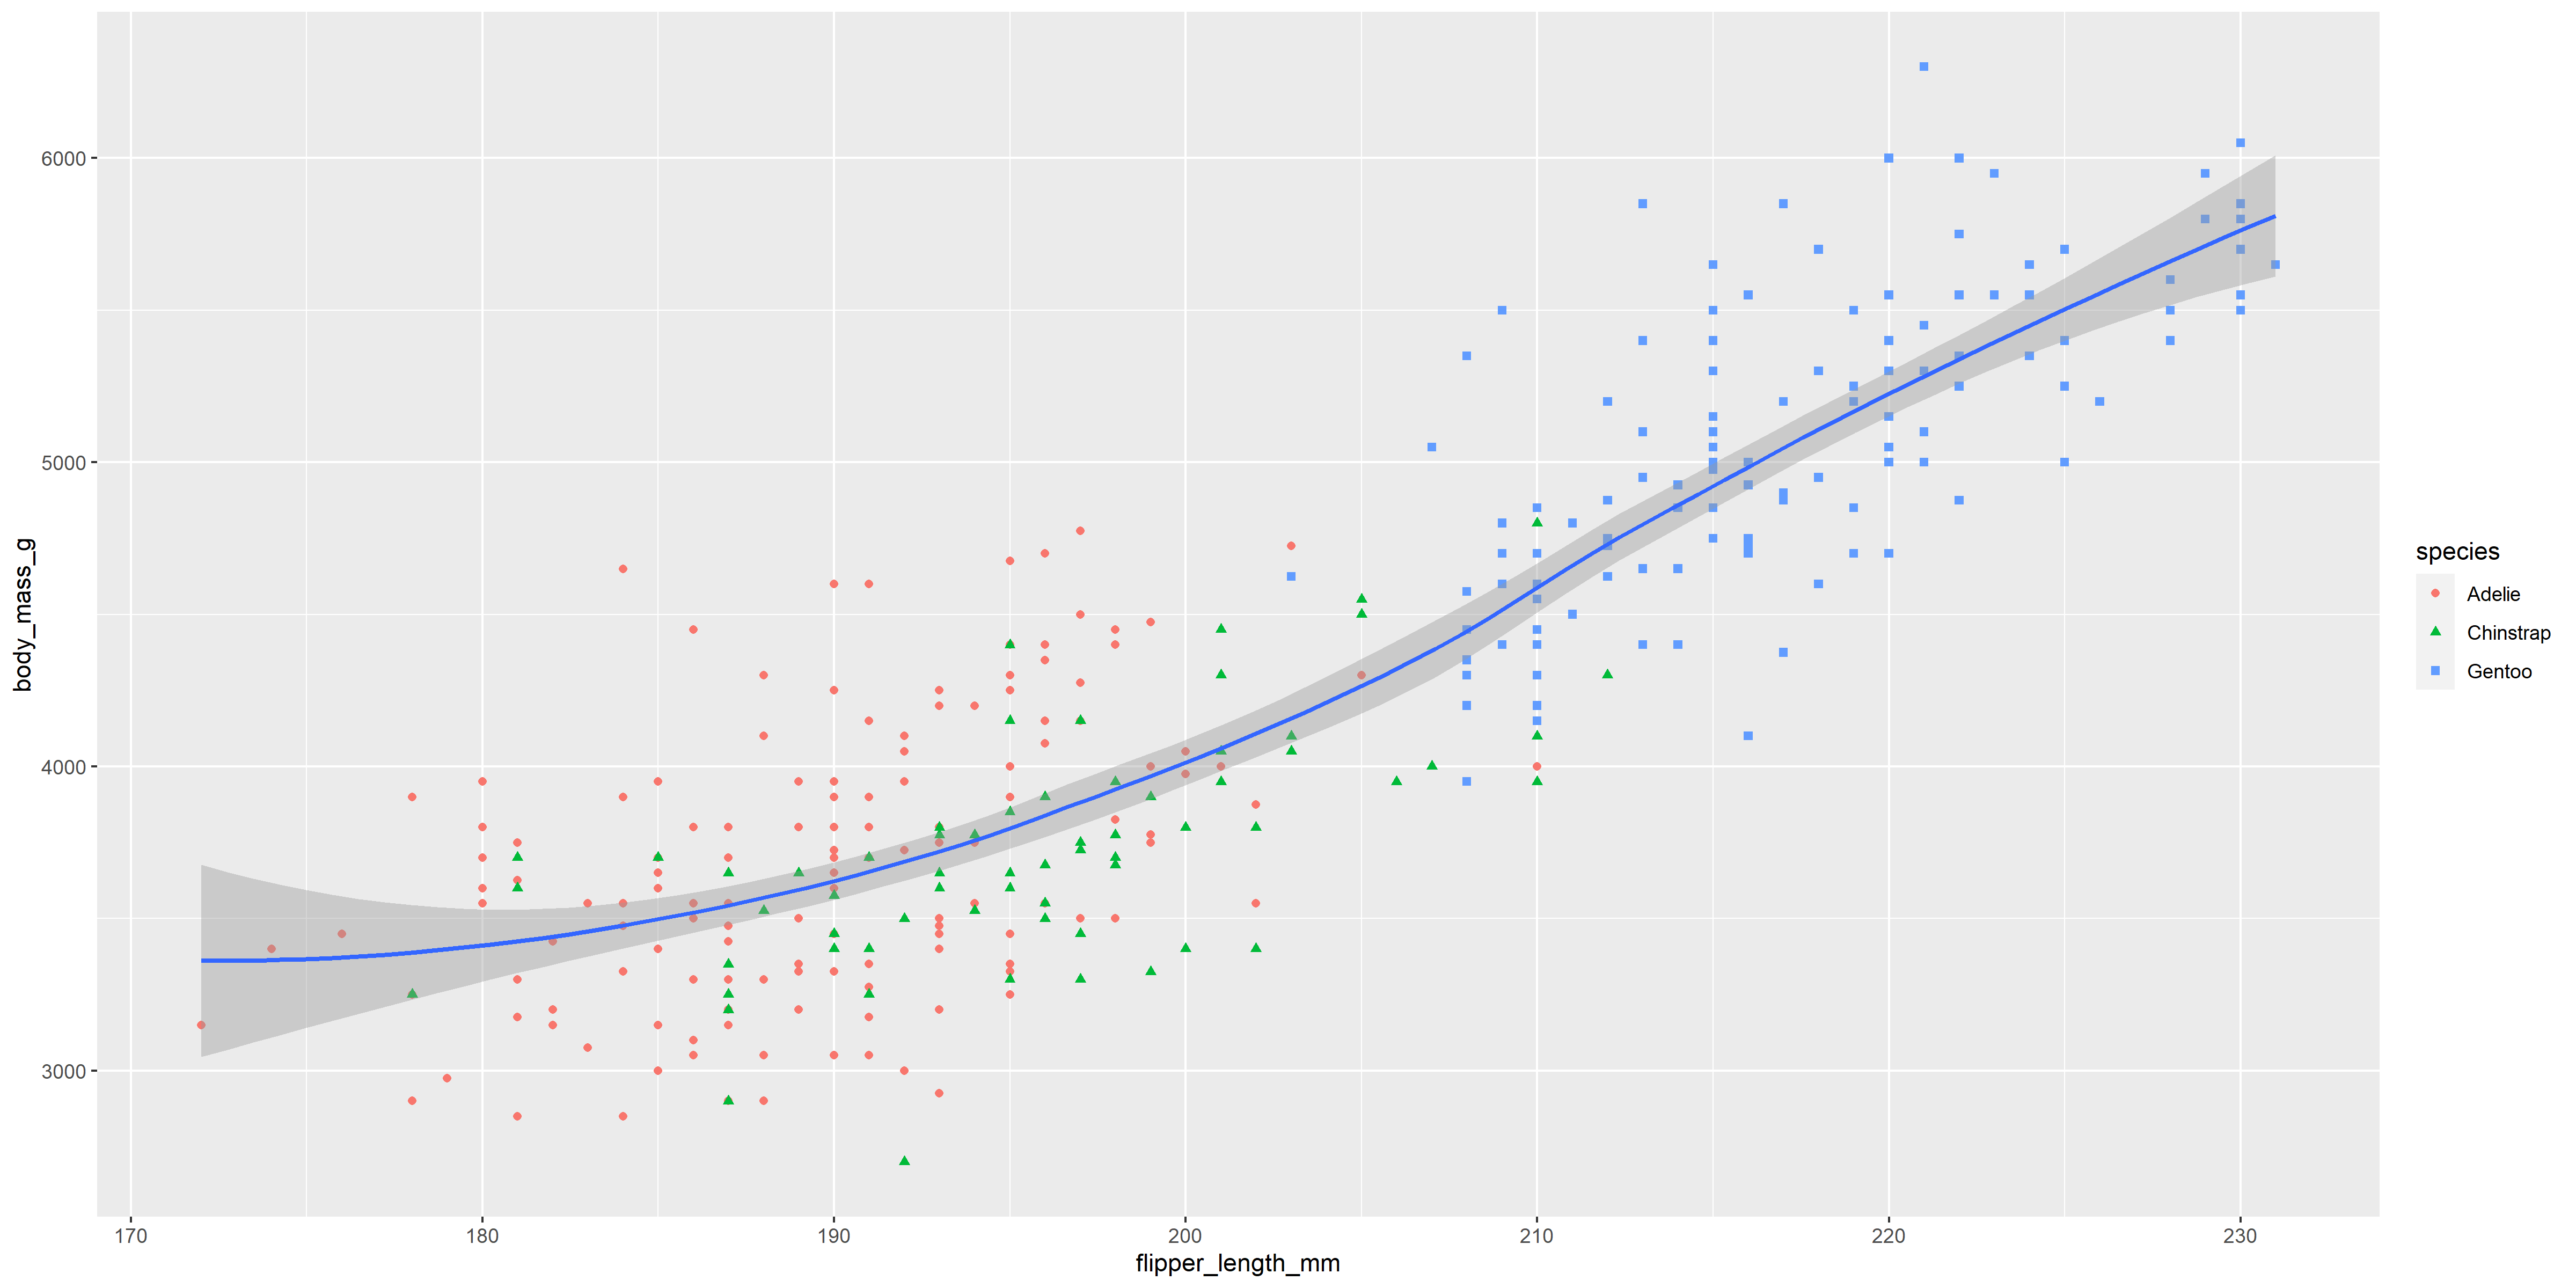 6000
5000
4000
3000
body_mass_g
170 180 190 200 210 220 230
flipper_length_mm
species
Adelie
Chinstrap
Gentoo